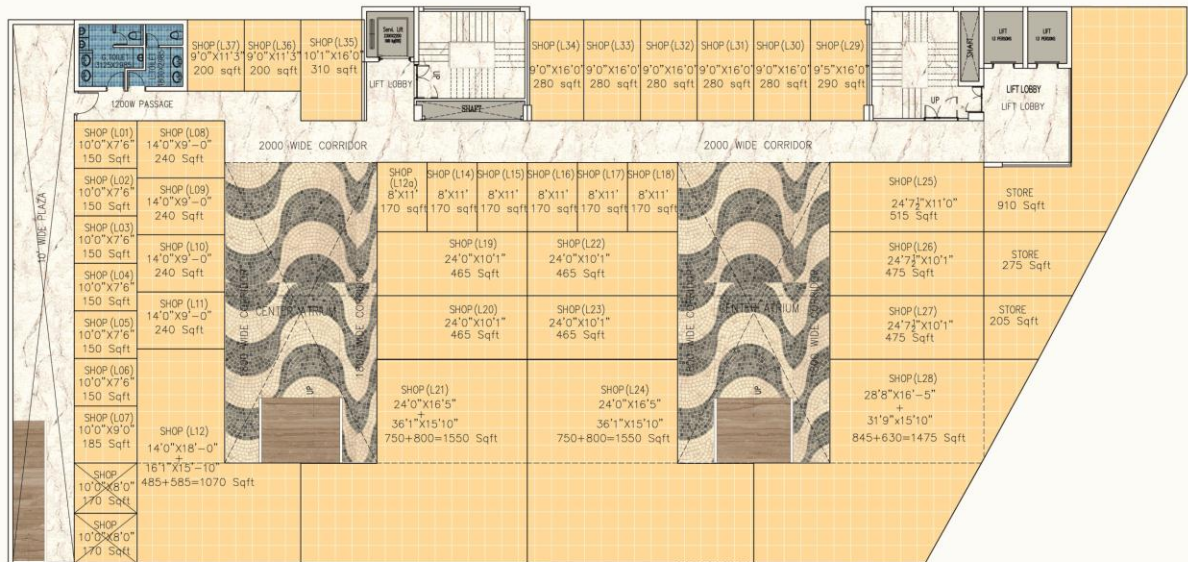 SHOP (L37)
9'0"X11'3"
200 sqft
SHOP (L36)
9'0"X11'3"
200 sqft
SHOP (L35)
10'1"X16'0"
310 sqft
LIFT LOBBY
UP
SHAFT
SHOP (L34)
9'0"X16'0"
280 sqft
SHOP (L33)
9'0"X16'0"
280 sqft
SHOP (L32)
9'0"X16'0"
280 sqft
SHOP (L31)
9'0"X16'0"
280 sqft
SHOP (L30)
9'0"X16'0"
280 sqft
SHOP (L29)
9'5"X16'0"
290 sqft
SHAFT
UP
LIFT
LIFT
LIFT LOBBY
LIFT LOBBY
1200W PASSAGE
10' WIDE PLAZA
2000 WIDE CORRIDOR
2000 WIDE CORRIDOR
SHOP (L01)
10'0"X7'6"
150 Sqft
SHOP (L02)
10'0"X7'6"
150 Sqft
SHOP (L03)
10'0"X7'6"
150 Sqft
SHOP (L04)
10'0"X7'6"
150 Sqft
SHOP (L05)
10'0"X7'6"
150 Sqft
SHOP (L06)
10'0"X7'6"
150 Sqft
SHOP (L07)
10'0"X9'0"
185 Sqft
SHOP
10'0"X8'0"
170 Sqft
SHOP
10'0"X8'0"
170 Sqft
SHOP (L08)
14'0"X9'-0"
240 Sqft
SHOP (L09)
14'0"X9'-0"
240 Sqft
SHOP (L10)
14'0"X9'-0"
240 Sqft
SHOP (L11)
14'0"X9'-0"
240 Sqft
SHOP (L12)
14'0"X18'-0"
+
16'1"X15'-10"
485+585=1070 Sqft
CENTER ATRIUM
UP
SHOP
(L12a)
8'X11'
170 sqft
SHOP (L14)
8'X11'
170 sqft
SHOP (L15)
8'X11'
170 sqft
SHOP (L16)
8'X11'
170 sqft
SHOP (L17)
8'X11'
170 sqft
SHOP (L18)
8'X11'
170 sqft
SHOP (L19)
24'0"X10'1"
465 Sqft
SHOP (L22)
24'0"X10'1"
465 Sqft
SHOP (L20)
24'0"X10'1"
465 Sqft
SHOP (L23)
24'0"X10'1"
465 Sqft
SHOP (L21)
24'0"X16'5"
+
36'1"X15'10"
750+800=1550 Sqft
SHOP (L24)
24'0"X16'5"
+
36'1"X15'10"
750+800=1550 Sqft
CENTER ATRIUM
UP
SHOP (L25)
24'7½"X11'0"
515 Sqft
SHOP (L26)
24'7½"X10'1"
475 Sqft
SHOP (L27)
24'7½"X10'1"
475 Sqft
SHOP (L28)
28'8"X16'-5"
+
31'9"x15'10"
845+630=1475 Sqft
STORE
910 Sqft
STORE
275 Sqft
STORE
205 Sqft